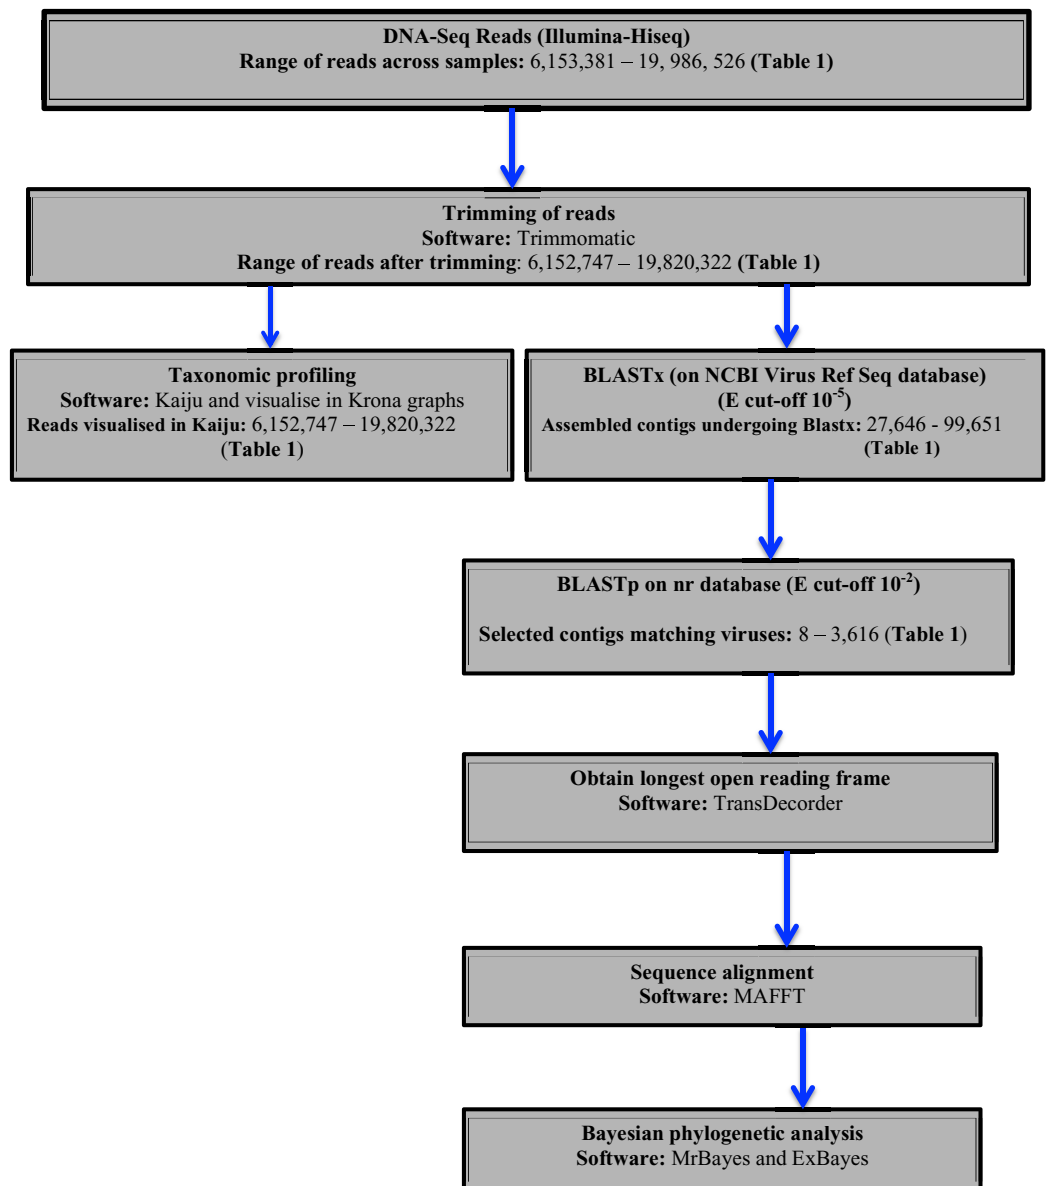 DNA-Seq Reads (Illumina-Hiseq)
Range of reads across samples: 6,153,381 – 19, 986, 526 (Table 1)
Trimming of reads
Software: Trimmomatic
Range of reads after trimming: 6,152,747 – 19,820,322 (Table 1)
Taxonomic profiling
Software: Kaiju and visualise in Krona graphs
Reads visualised in Kaiju: 6,152,747 – 19,820,322
(Table 1)
BLASTx (on NCBI Virus Ref Seq database)
(E cut-off 10⁻⁵)
Assembled contigs undergoing Blastx: 27,646 - 99,651
(Table 1)
BLASTp on nr database (E cut-off 10⁻²)
Selected contigs matching viruses: 8 – 3,616 (Table 1)
Obtain longest open reading frame
Software: TransDecorder
Sequence alignment
Software: MAFFT
Bayesian phylogenetic analysis
Software: MrBayes and ExBayes